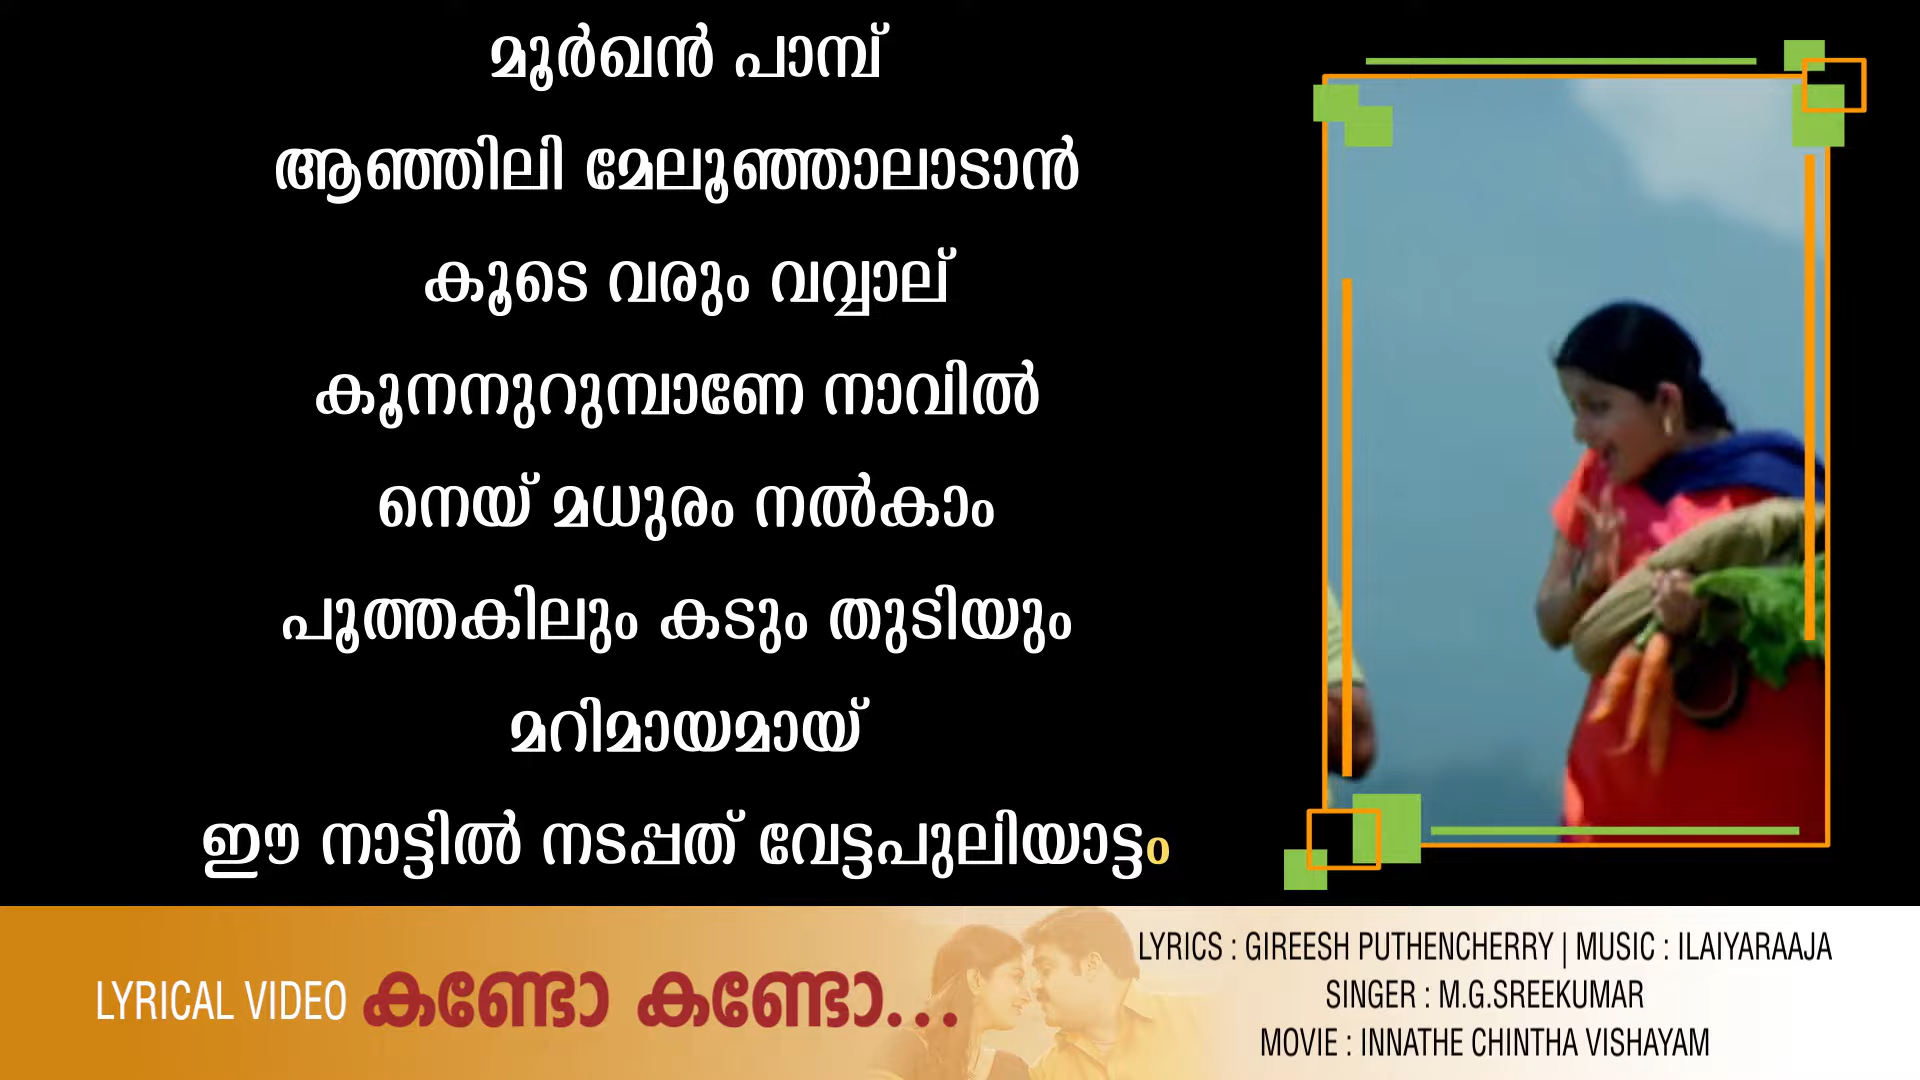 മൂർഖൻ പാമ്പ്
ആഞ്ഞിലി മേലൂഞ്ഞാലാടാൻ
കൂടെ വരും വവ്വാല്
കൂനനുറുമ്പാണേ നാവിൽ
നെയ് മധുരം നൽകാം
പൂത്തകിലും കടും തുടിയും
മറിമായമായ്
ഈ നാട്ടിൽ നടപ്പത് വേട്ടപുലിയാട്ടം
LYRICAL VIDEO കണ്ടോ കണ്ടോ...
LYRICS : GIREESH PUTHENCHERRY | MUSIC : ILAIYARAAJA
SINGER : M.G.SREEKUMAR
MOVIE : INNATHE CHINTHA VISHAYAM